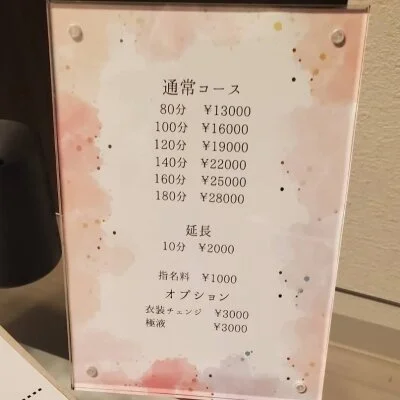 通常コース
80分 ¥13000
100分 ¥16000
120分 ¥19000
140分 ¥22000
160分 ¥25000
180分 ¥28000
延長
10分 ¥2000
指名料 ¥1000
オプション
衣装チェンジ ¥3000
極液 ¥3000